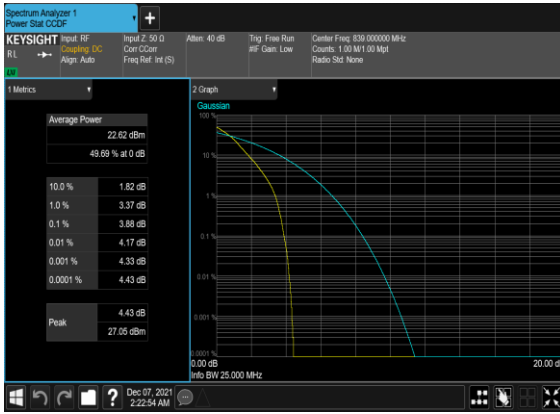 Spectrum Analyzer 1
Power Stat CCDF
+
KEYSIGHT
RL
Input: RF
Coupling: DC
Align: Auto
Input Z: 50 Ω
Corr CCorr
Freq Ref: Int (S)
Atten: 40 dB
Trig: Free Run
#IF Gain: Low
Center Freq: 839.000000 MHz
Counts: 1.00 M/1.00 Mpt
Radio Std: None
1 Metrics
Average Power
22.62 dBm
49.69 % at 0 dB
10.0 % 1.82 dB
1.0 % 3.37 dB
0.1 % 3.88 dB
0.01 % 4.17 dB
0.001 % 4.33 dB
0.0001 % 4.43 dB
Peak
4.43 dB
27.05 dBm
2 Graph
Gaussian
100 %
10 %
1 %
0.1 %
0.01 %
0.001 %
0.0001 %
0.00 dB
20.00 d
Info BW 25.000 MHz
?
Dec 07, 2021
2:22:54 AM